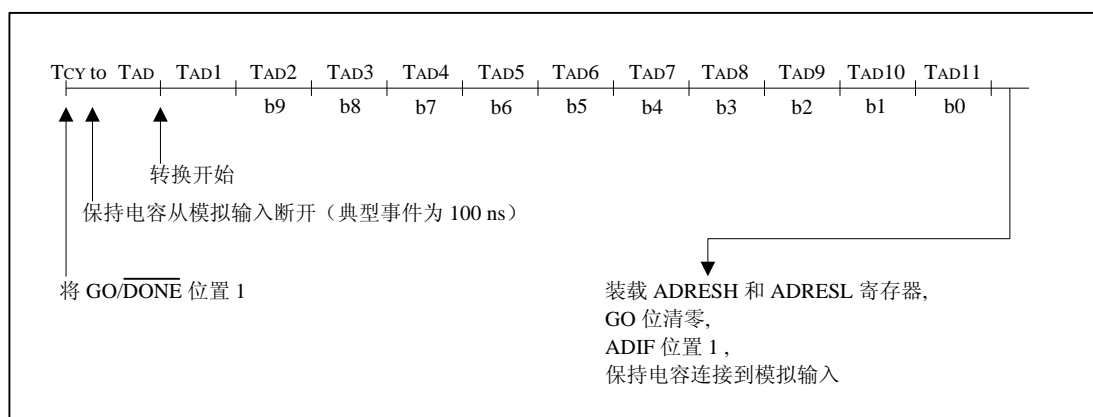 TCY to TAD TAD1 TAD2 TAD3 TAD4 TAD5 TAD6 TAD7 TAD8 TAD9 TAD10 TAD11
b9 b8 b7 b6 b5 b4 b3 b2 b1 b0
转换开始
保持电容从模拟输入断开（典型事件为 100 ns）
将 GO/DONE 位置 1
装载 ADRESH 和 ADRESL 寄存器,
GO 位清零,
ADIF 位置 1 ,
保持电容连接到模拟输入